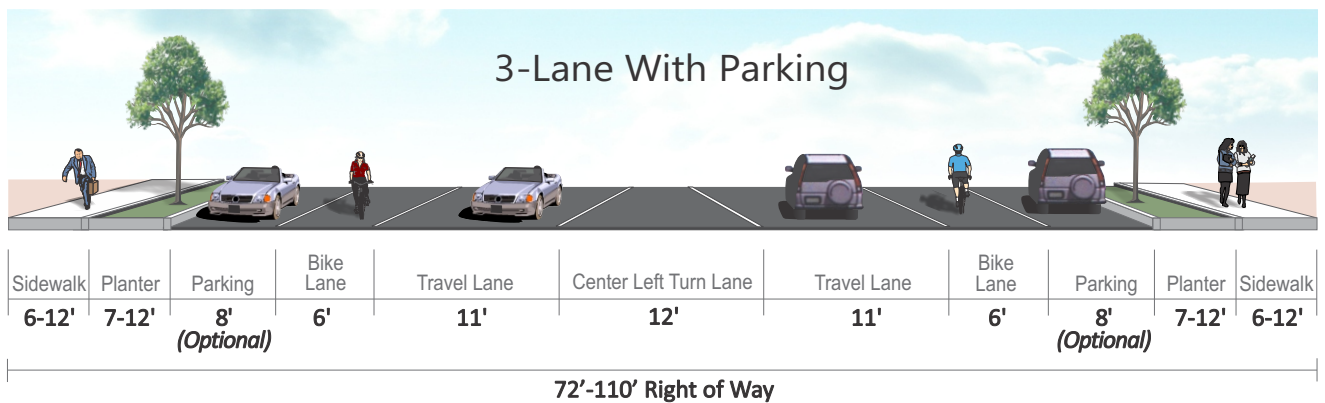 3-Lane With Parking
Sidewalk Planter Parking Bike Lane Travel Lane Center Left Turn Lane Travel Lane Bike Lane Parking Planter Sidewalk
6-12' 7-12' 8' 6' 11' 12' 11' 6' 8' 7-12' 6-12'
(Optional) (Optional)
72’-110’ Right of Way